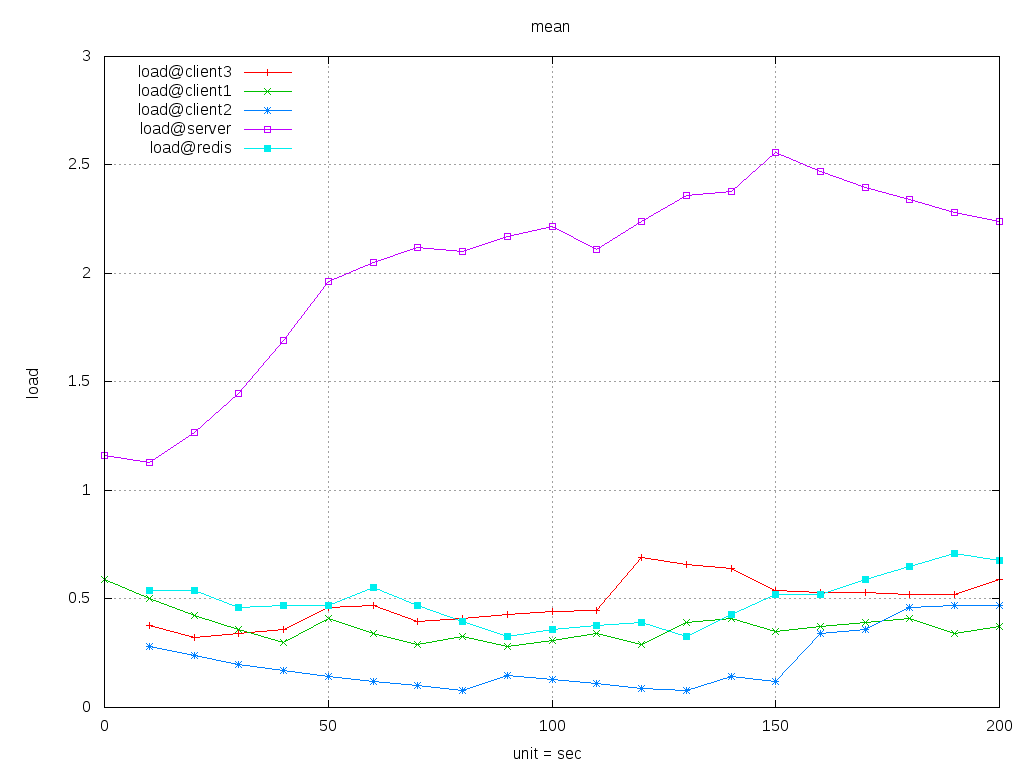 mean
3
load@client3
load@client1
load@client2
load@server
load@redis
2.5
2
1.5
load
1
0.5
0
0 50 100 150 200
unit = sec